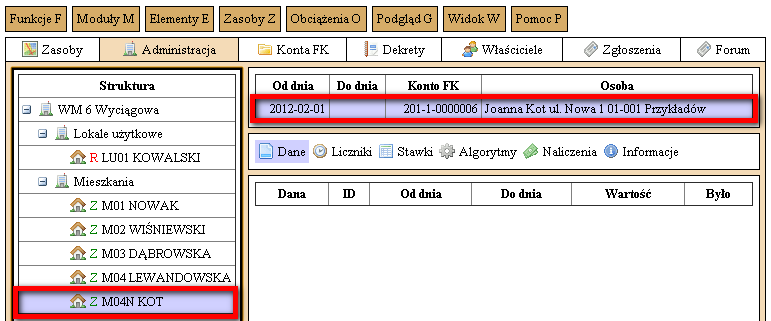 Funkcje F Moduły M Elementy E Zasoby Z Obciążenia O Podgląd G Widok W Pomoc P
Zasoby Administracja Konta FK Dekrety Właściciele Zgłoszenia Forum
Struktura
WM 6 Wyciągowa
Lokale użytkowe
R LU01 KOWALSKI
Mieszkania
Z M01 NOWAK
Z M02 WIŚNIEWSKI
Z M03 DĄBROWSKA
Z M04 LEWANDOWSKA
Z M04N KOT
Od dnia Do dnia Konto FK Osoba
2012-02-01 201-1-0000006 Joanna Kot ul. Nowa 1 01-001 Przykładów
Dane Liczniki Stawki Algorytmy Naliczenia Informacje
Dana ID Od dnia Do dnia Wartość Było